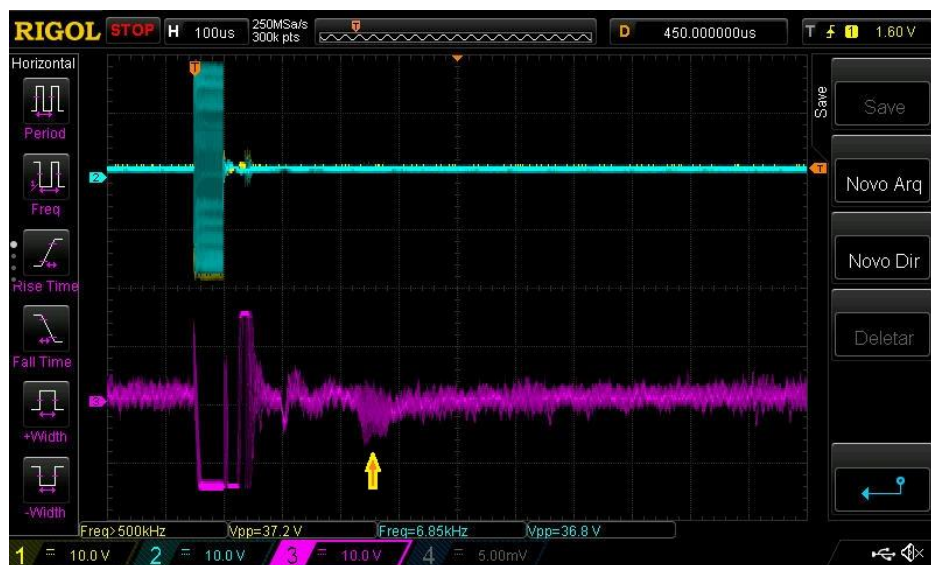 RIGOL STOP H 100us 250MSa/s 300k pts D 450.000000us T 1 1.60 V
Horizontal
Period
Freq
Rise Time
Fall Time
+Width
-Width
T
2
T
3
Save
Save
Novo Arq
Novo Dir
Deletar
Freq>500kHz Vpp=37.2 V Freq=6.85kHz Vpp=36.8 V
1 = 10.0 V 2 = 10.0 V 3 = 10.0 V 4 = 5.00mV